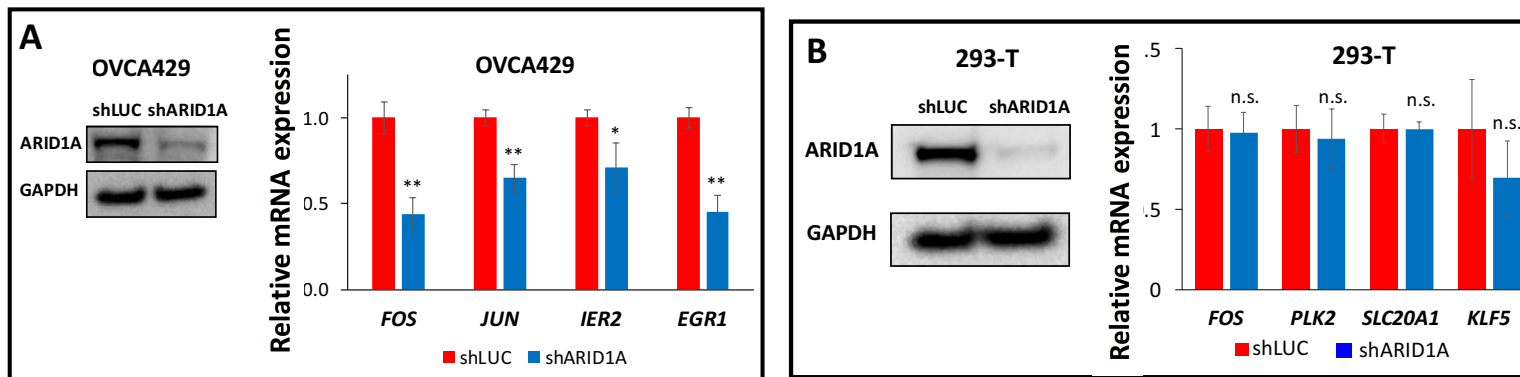 A
OVCA429
shLUC shARID1A
ARID1A
GAPDH
OVCA429
Relative mRNA expression
1.0
0.5
0.0
** ** * **
FOS JUN IER2 EGR1
shLUC shARID1A
B
293-T
shLUC shARID1A
ARID1A
GAPDH
293-T
Relative mRNA expression
.5
1
.5
0
n.s. n.s. n.s. n.s.
FOS PLK2 SLC20A1 KLF5
shLUC shARID1A